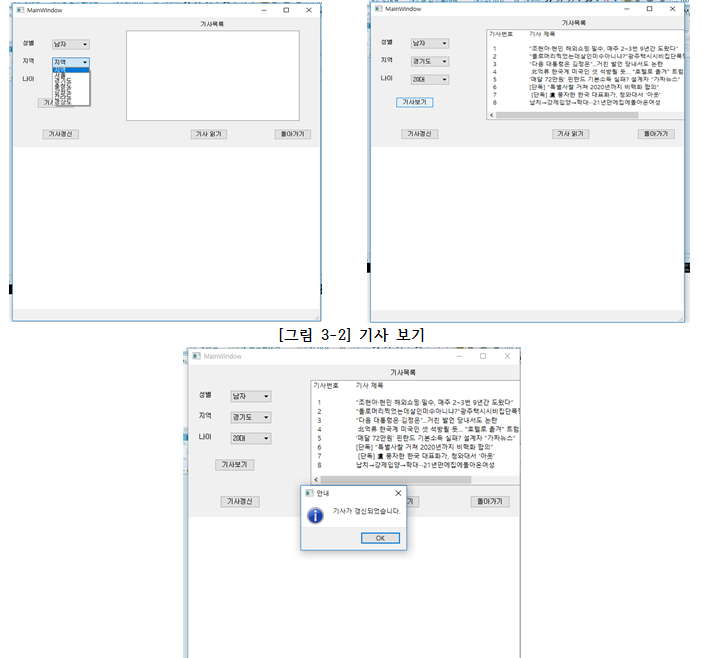 MainWindow
기사목록
성별
남자
지역
지역
지역
서울
경기도
강원도
충청도
전라도
경상도
나이
기사갱신
기사 읽기
돌아가기
MainWindow
기사목록
성별
남자
지역
경기도
나이
20대
기사보기
기사번호 기사 제목
1 "조현아·현민 해외쇼핑·밀수, 매주 2~3번 9년간 도왔다"
2 "돌로머리찍었는데살인미수아니냐?"광주택시시비집단폭행
3 "다음 대통령은 김정은"...거친 발언 당내서도 논란
4 억억류 한국계 미국인 셋 석방될 듯... "호텔로 옮겨" 트럼
5 '매달 72만원' 핀란드 기본소득 실패? 설계자 "가짜뉴스"
6 [단독] "특별사찰 거쳐 2020년까지 비핵화 합의"
7 [단독] 盧 풍자한 한국 대표화가, 청와대서 '아웃'
8 납치→강제입양→학대···21년만에집에돌아온여성
기사갱신
기사 읽기
돌아가기
[그림 3-2] 기사 보기
MainWindow
기사목록
성별
남자
지역
경기도
나이
20대
기사보기
기사번호 기사 제목
1 "조현아·현민 해외쇼핑·밀수, 매주 2~3번 9년간 도왔다"
2 "돌로머리찍었는데살인미수아니냐?"광주택시시비집단폭행
3 "다음 대통령은 김정은"...거친 발언 당내서도 논란
4 억류 한국계 미국인 셋 석방될 듯... "호텔로 옮겨" 트럼
5 '매달 72만원' 핀란드 기본소득 실패? 설계자 "가짜뉴스"
6 [단독] "특별사찰 거쳐 2020년까지 비핵화 합의"
7 [단독] 盧 풍자한 한국 대표화가, 청와대서 '아웃'
8 납치→강제입양→학대···21년만에집에돌아온여성
안내
기사가 갱신되었습니다.
OK
기사갱신
기
돌아가기